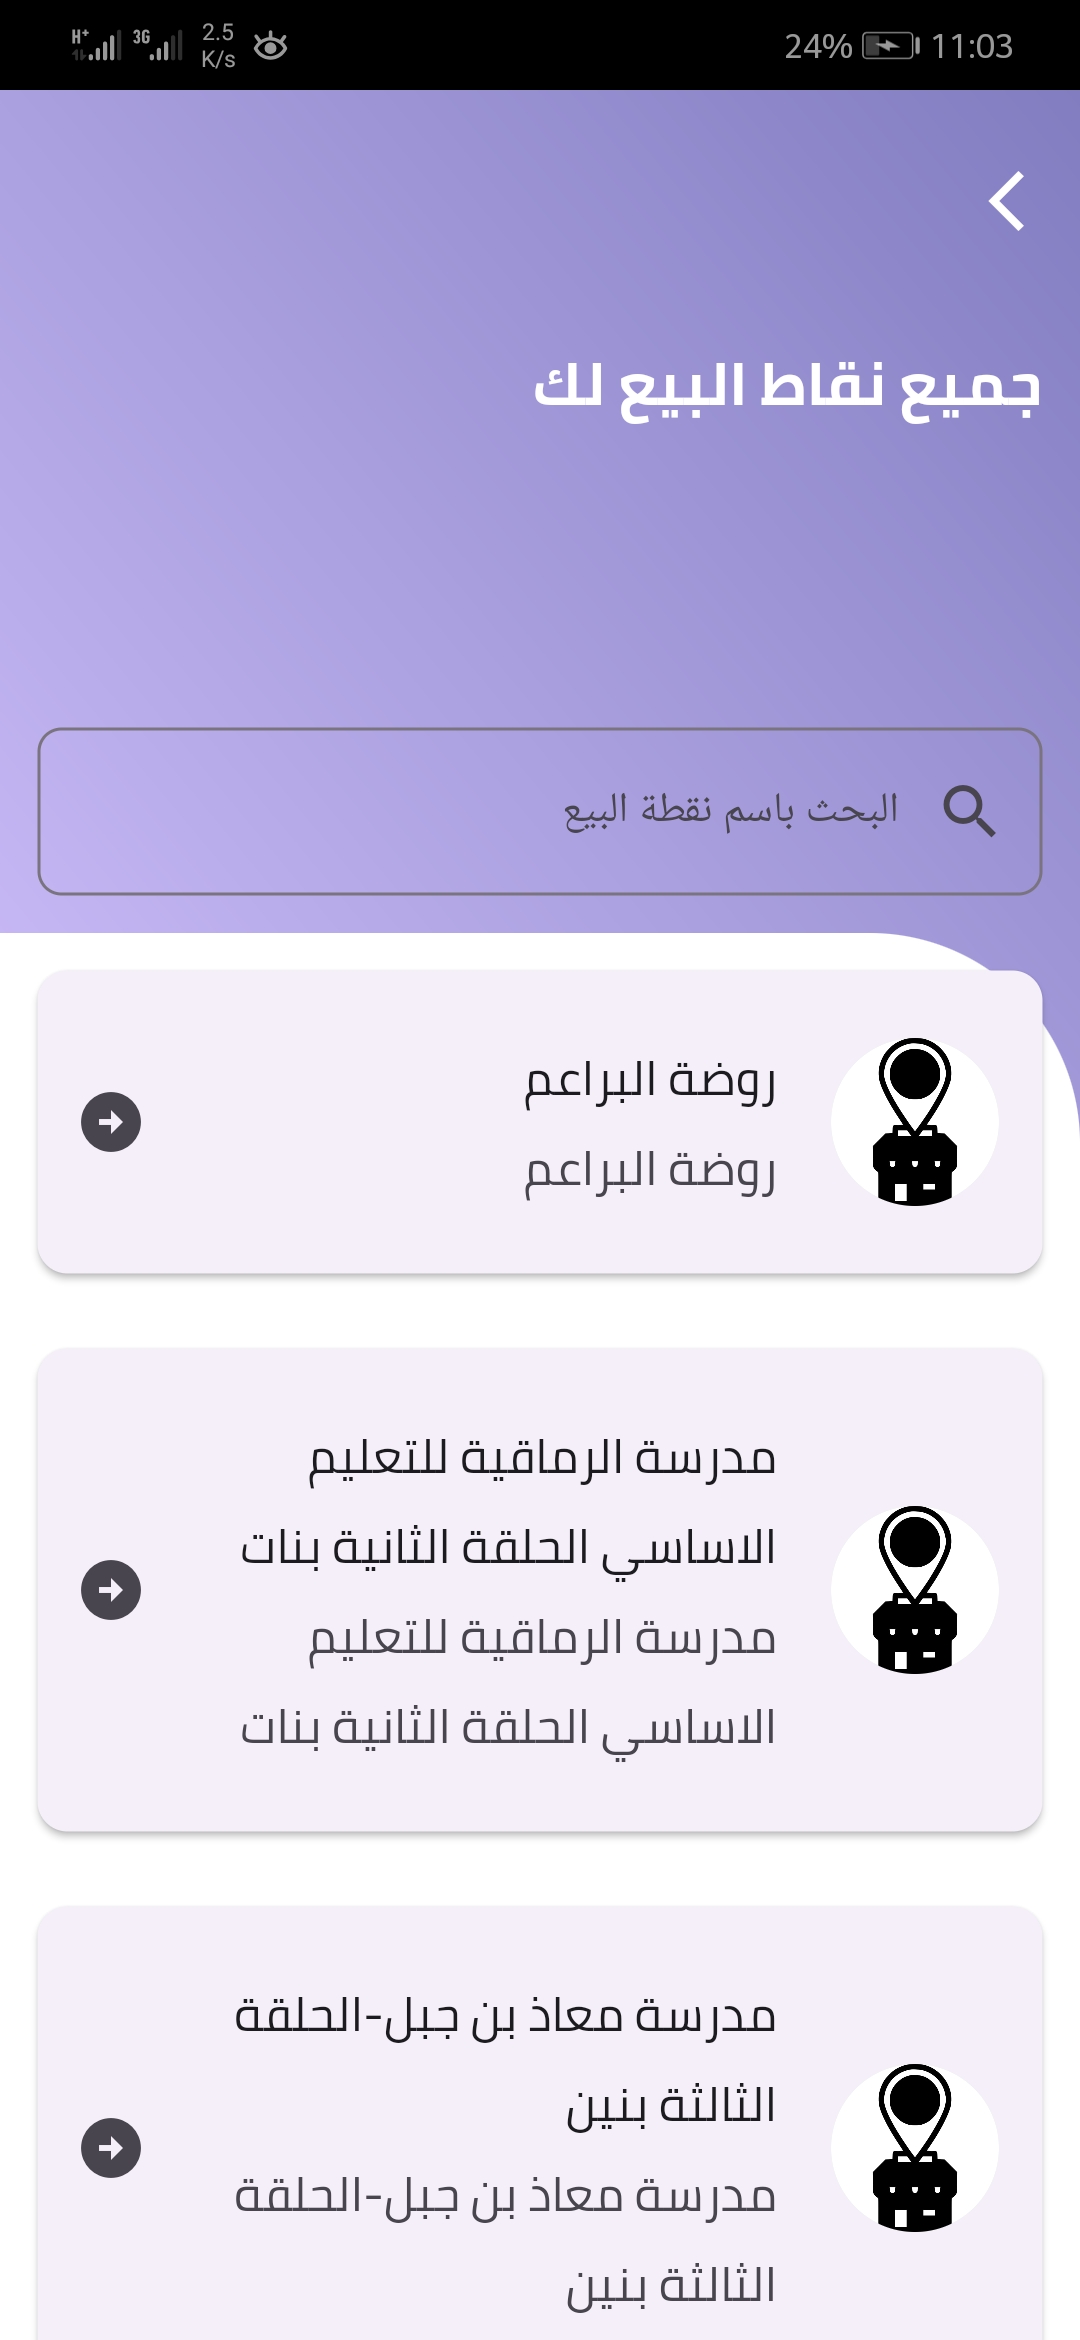 H+ 3G 2.5 K/s 24% 11:03
جميع نقاط البيع لك
البحث باسم نقطة البيع
روضة البراعم
روضة البراعم
مدرسة الرماقية للتعليم
الاساسي الحلقة الثانية بنات
مدرسة الرماقية للتعليم
الاساسي الحلقة الثانية بنات
مدرسة معاذ بن جبل-الحلقة
الثالثة بنين
مدرسة معاذ بن جبل-الحلقة
الثالثة بنين